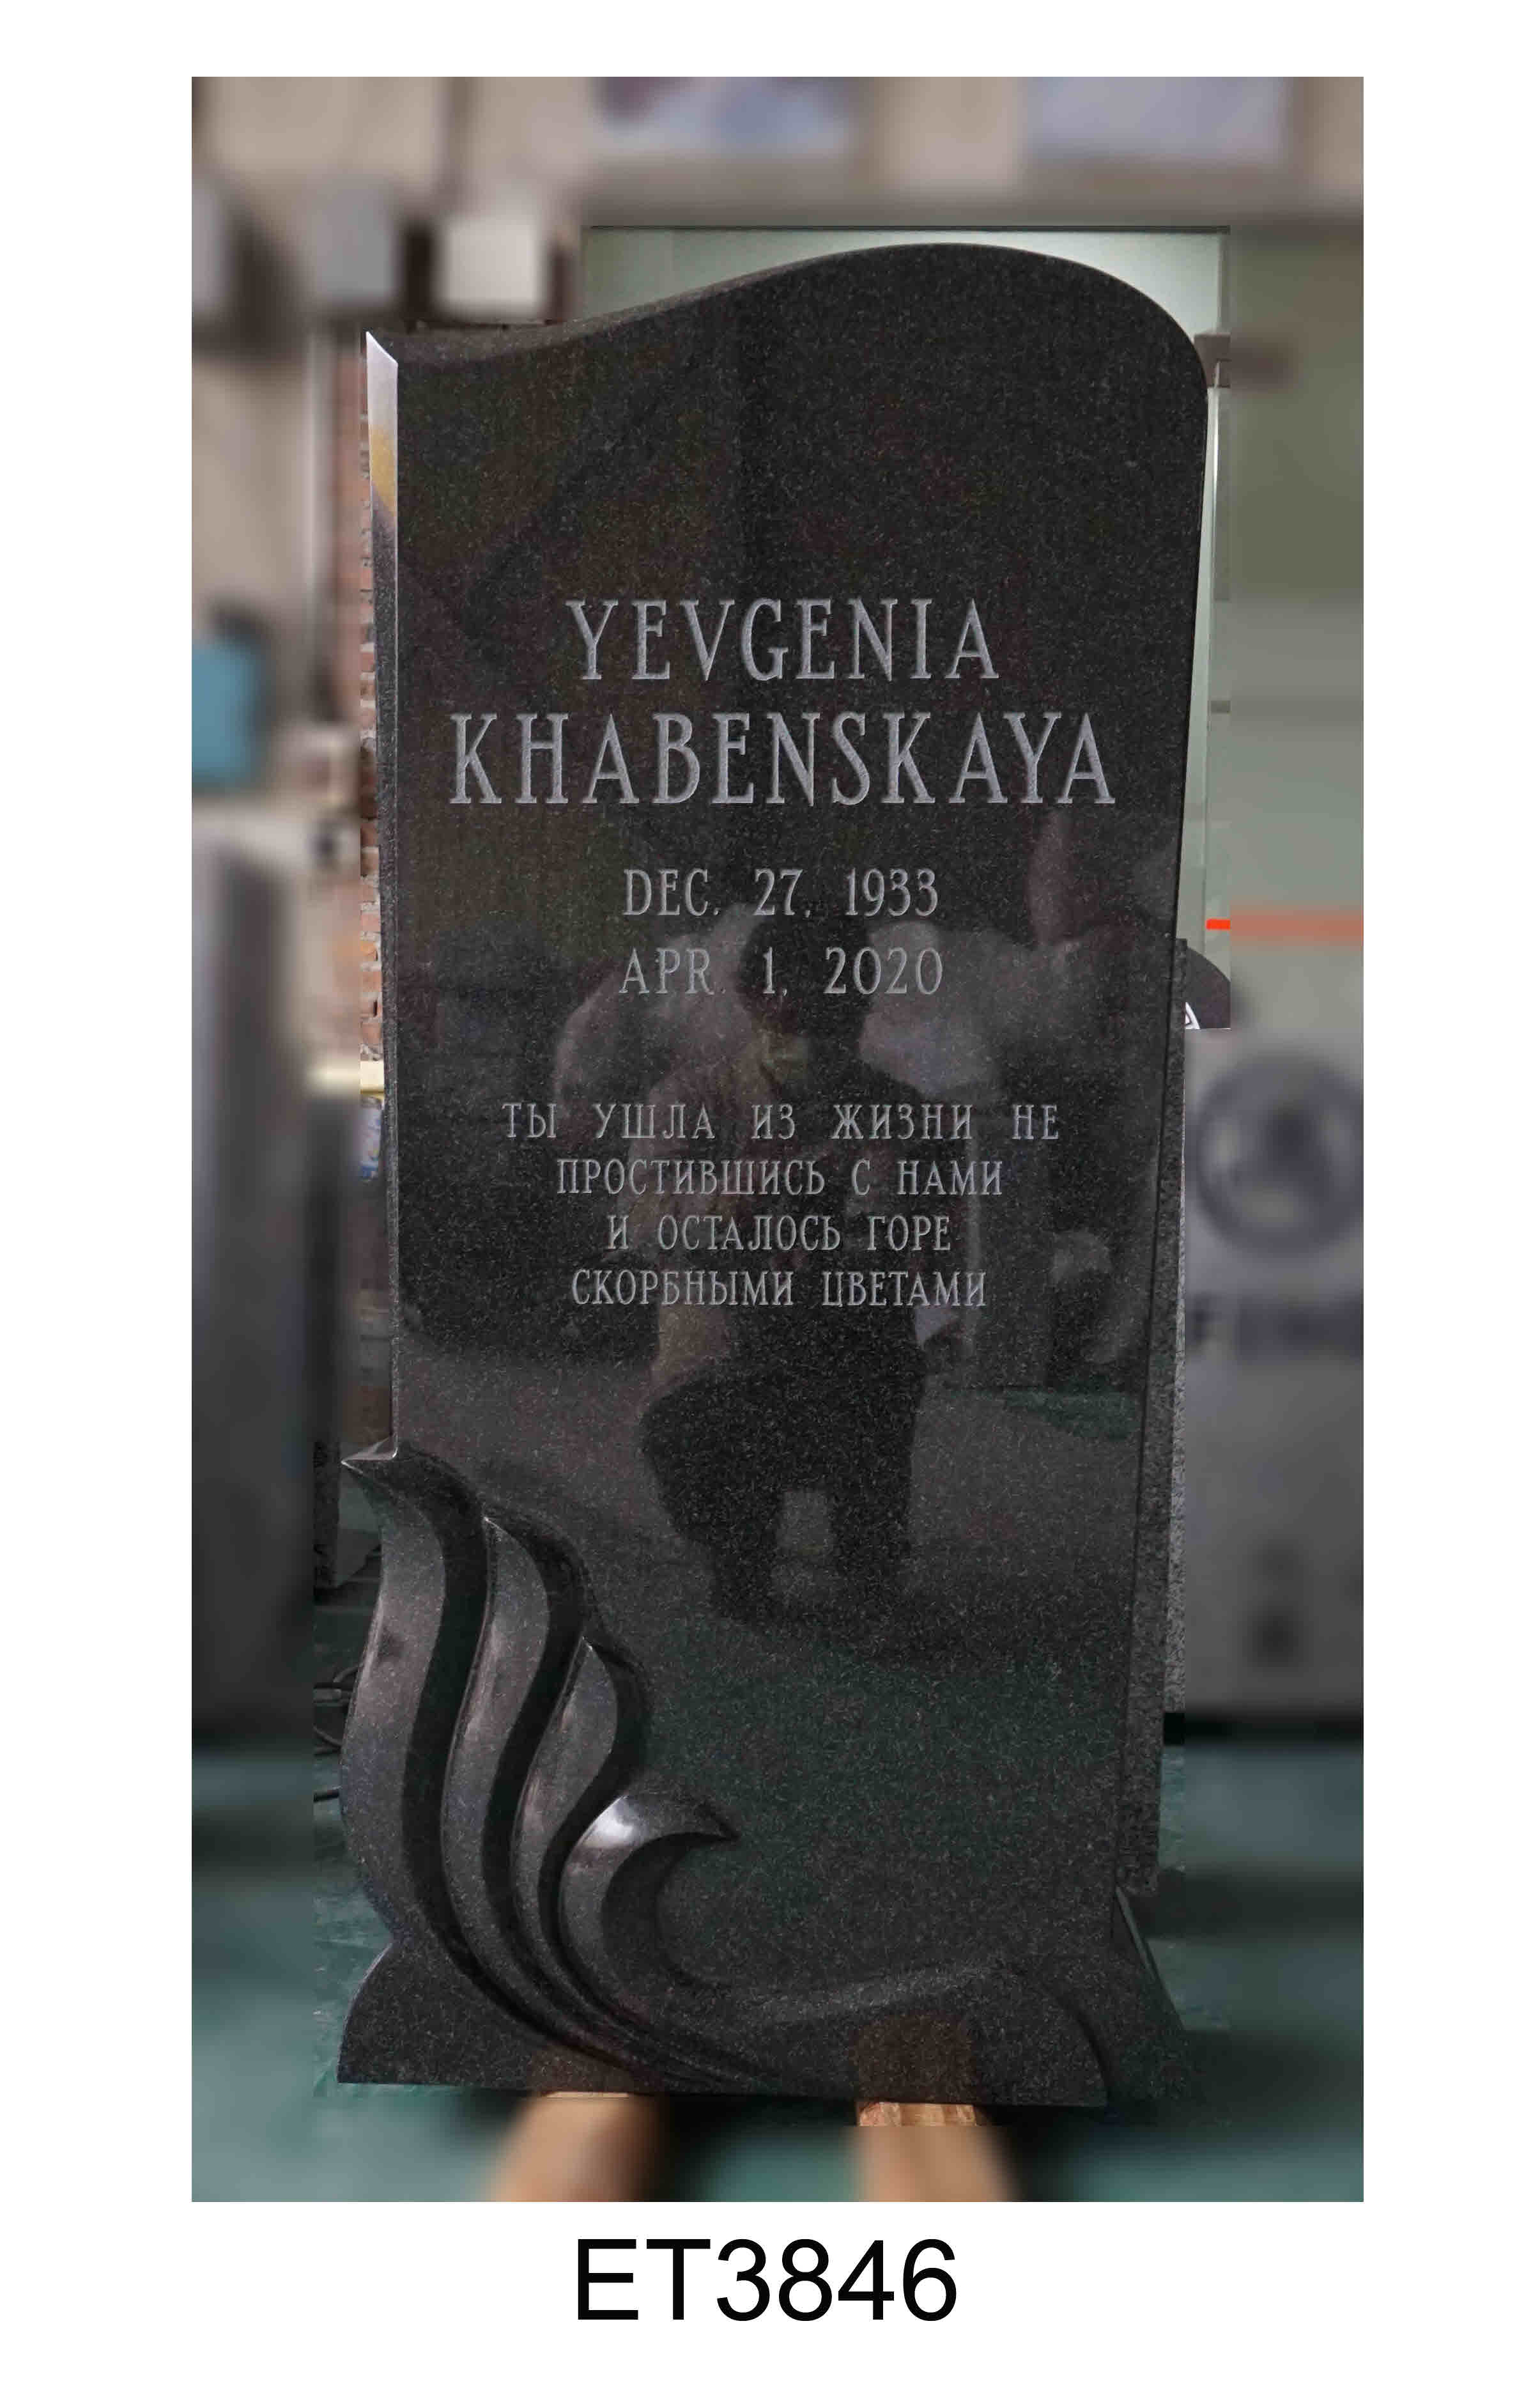 YEVGENIA
KHABENSKAYA
DEC. 27, 1933
APR. 1, 2020
ТЫ УШЛА ИЗ ЖИЗНИ НЕ
ПРОСТИВШИСЬ С НАМИ
И ОСТАЛОСЬ ГОРЕ
СКОРБНЫМИ ЦВЕТАМИ
ET3846